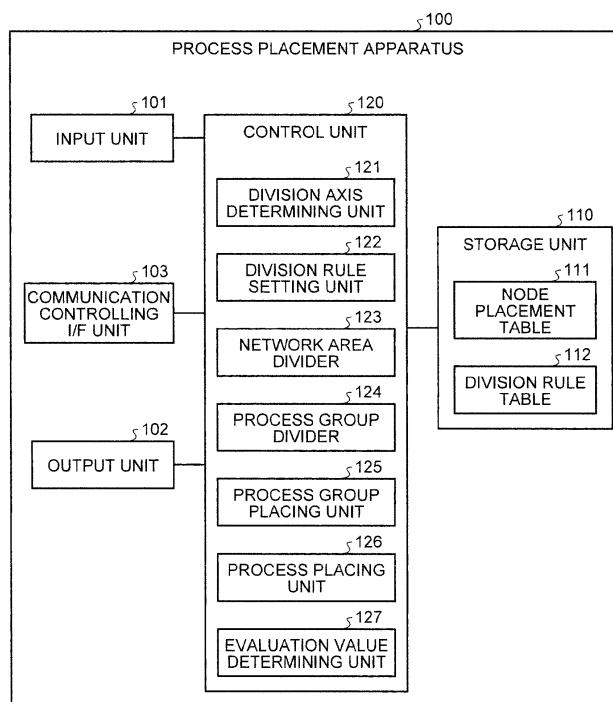 100
PROCESS PLACEMENT APPARATUS
101
INPUT UNIT
103
COMMUNICATION
CONTROLLING
I/F UNIT
102
OUTPUT UNIT
120
CONTROL UNIT
121
DIVISION AXIS
DETERMINING UNIT
122
DIVISION RULE
SETTING UNIT
123
NETWORK AREA
DIVIDER
124
PROCESS GROUP
DIVIDER
125
PROCESS GROUP
PLACING UNIT
126
PROCESS PLACING
UNIT
127
EVALUATION VALUE
DETERMINING UNIT
110
STORAGE UNIT
111
NODE
PLACEMENT
TABLE
112
DIVISION RULE
TABLE